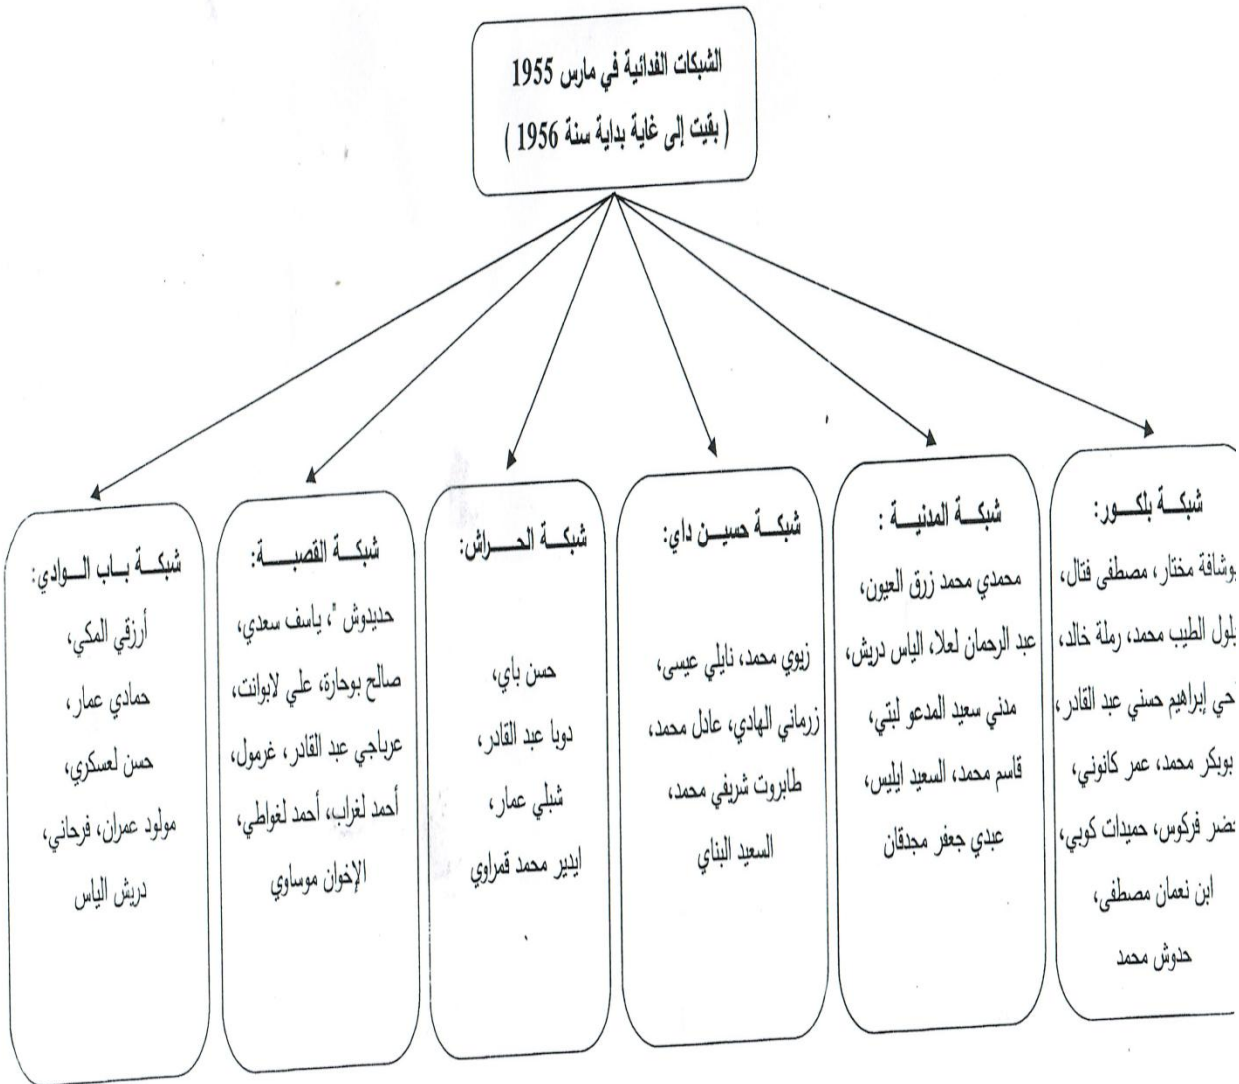 الشبكات الفدائية في مارس 1955
( بقيت إلى غاية بداية سنة 1956 )
شبكة بلكور:
بوشافة مختار، مصطفى فتال،
الطيب محمد، رملة خالد،
إبراهيم حسني عبد القادر،
بوبكر محمد، عمر كانوني،
فركوس، حميدات كوبي،
ابن نعمان مصطفى،
حدوش محمد
شبكة المدنية :
محمدي محمد زرق العيون،
عبد الرحمان لعلا، الياس دريش،
مدني سعيد المدعو لبتي،
قاسم محمد، السعيد ايليس،
عبدي جعفر مجدقان
شبكة حسين داي:
زيوي محمد، نايلي عيسى،
زرماني الهادي، عادل محمد،
طابروت شريفي محمد،
السعيد البناي
شبكة الحراش:
حسن باي،
دوبا عبد القادر،
شبلي عمار،
ايدير محمد قمراوي
شبكة القصبة:
حديدوش "، ياسف سعدي،
صالح بوحارة، علي لابوانت،
عرباجي عبد القادر، غرمول،
أحمد لغراب، أحمد لغواطي،
الإخوان موساوي
شبكة باب الوادي:
أرزقي المكي،
حمادي عمار،
حسن لعسكري،
مولود عمران، فرحاني،
دريش الياس